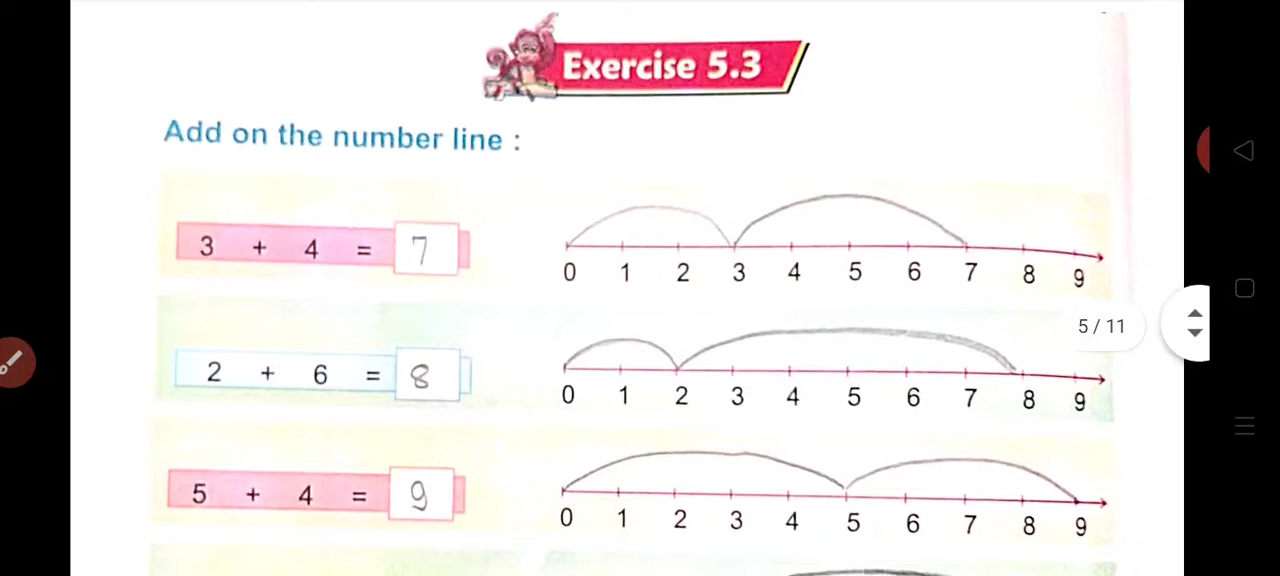 Exercise 5.3
Add on the number line :
3 + 4 = 7
0 1 2 3 4 5 6 7 8 9
5 / 11
2 + 6 = 8
0 1 2 3 4 5 6 7 8 9
5 + 4 = 9
0 1 2 3 4 5 6 7 8 9